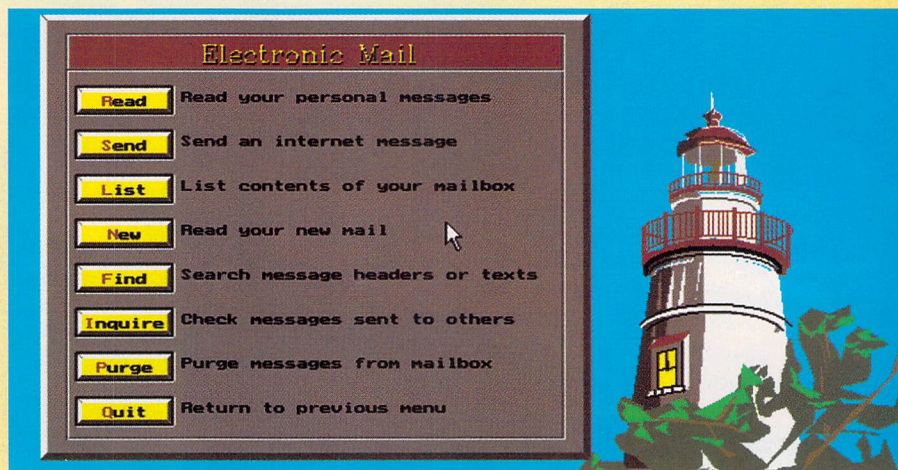 Electronic Mail
Read Read your personal messages
Send Send an internet message
List List contents of your mailbox
New Read your new mail
Find Search message headers or texts
Inquire Check messages sent to others
Purge Purge messages from mailbox
Quit Return to previous menu